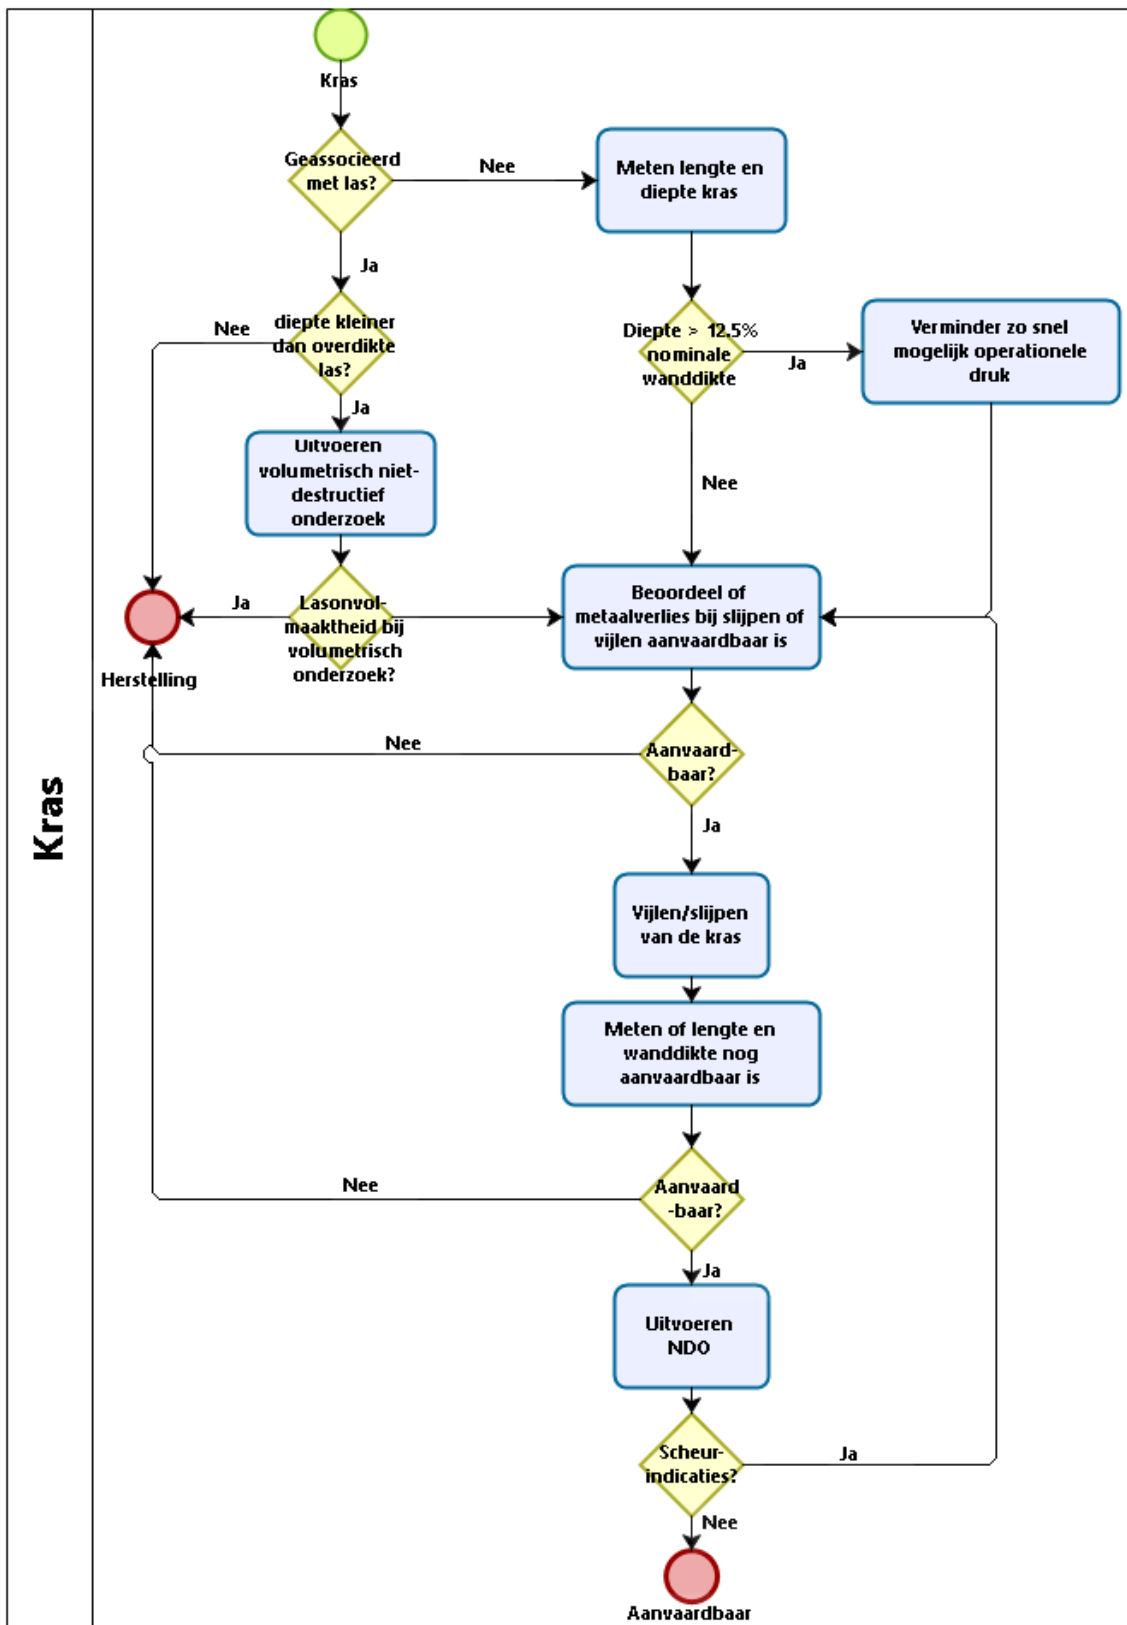 Kras
Kras
Geassocieerd
met las?
Nee
Meten lengte en
diepte kras
Ja
diepte kleiner
dan overdikte
las?
Nee
Diepte > 12.5%
nominale
wanddikte
Ja
Verminder zo snel
mogelijk operationele
druk
Ja
Uitvoeren
volumetrisch niet-
destructief
onderzoek
Nee
Ja
Lasonvol-
maaktheid bij
volumetrisch
onderzoek?
Beoordeel of
metaalverlies bij slijpen of
vijlen aanvaardbaar is
Herstelling
Nee
Aanvaard-
baar?
Ja
Vijlen/slijpen
van de kras
Meten of lengte en
wanddikte nog
aanvaardbaar is
Nee
Aanvaard
-baar?
Ja
Uitvoeren
NDO
Scheur-
indicaties?
Ja
Nee
Aanvaardbaar